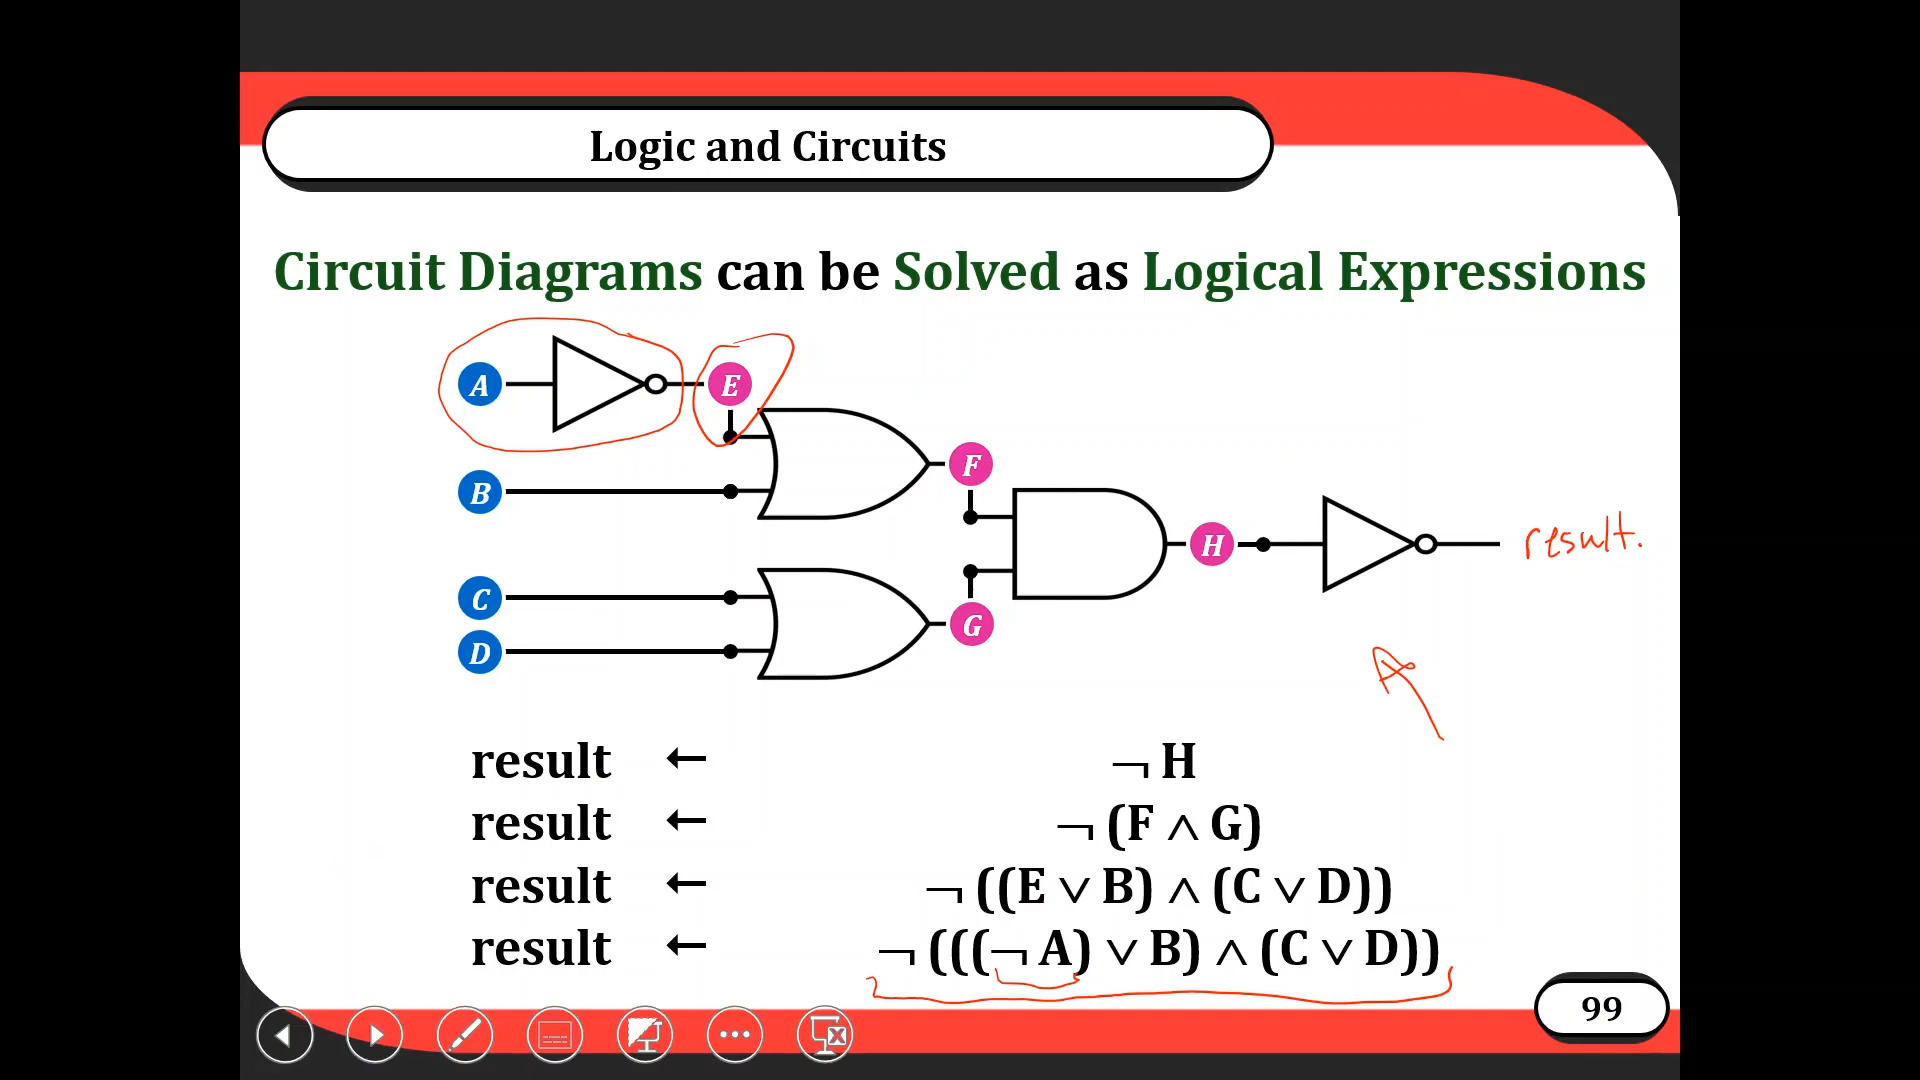 Logic and Circuits
Circuit Diagrams can be Solved as Logical Expressions
A
E
B
F
H
result.
C
G
D
result ← ¬ H
result ← ¬ (F ∧ G)
result ← ¬ ((E ∨ B) ∧ (C ∨ D))
result ← ¬ (((¬ A) ∨ B) ∧ (C ∨ D))
99